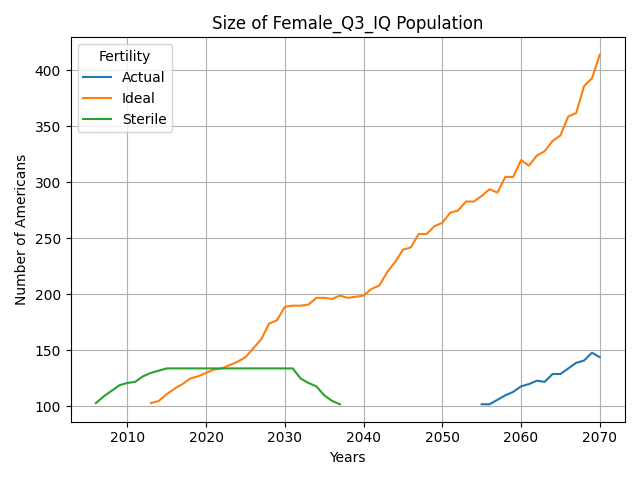 Size of Female_Q3_IQ Population
Fertility
Actual
Ideal
Sterile
Number of Americans
400
350
300
250
200
150
100
2010 2020 2030 2040 2050 2060 2070
Years